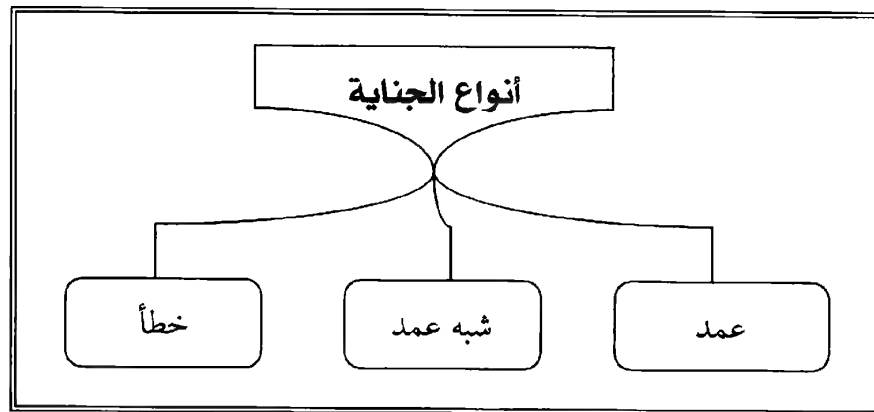 أنواع الجناية
عمد
شبه عمد
خطأ